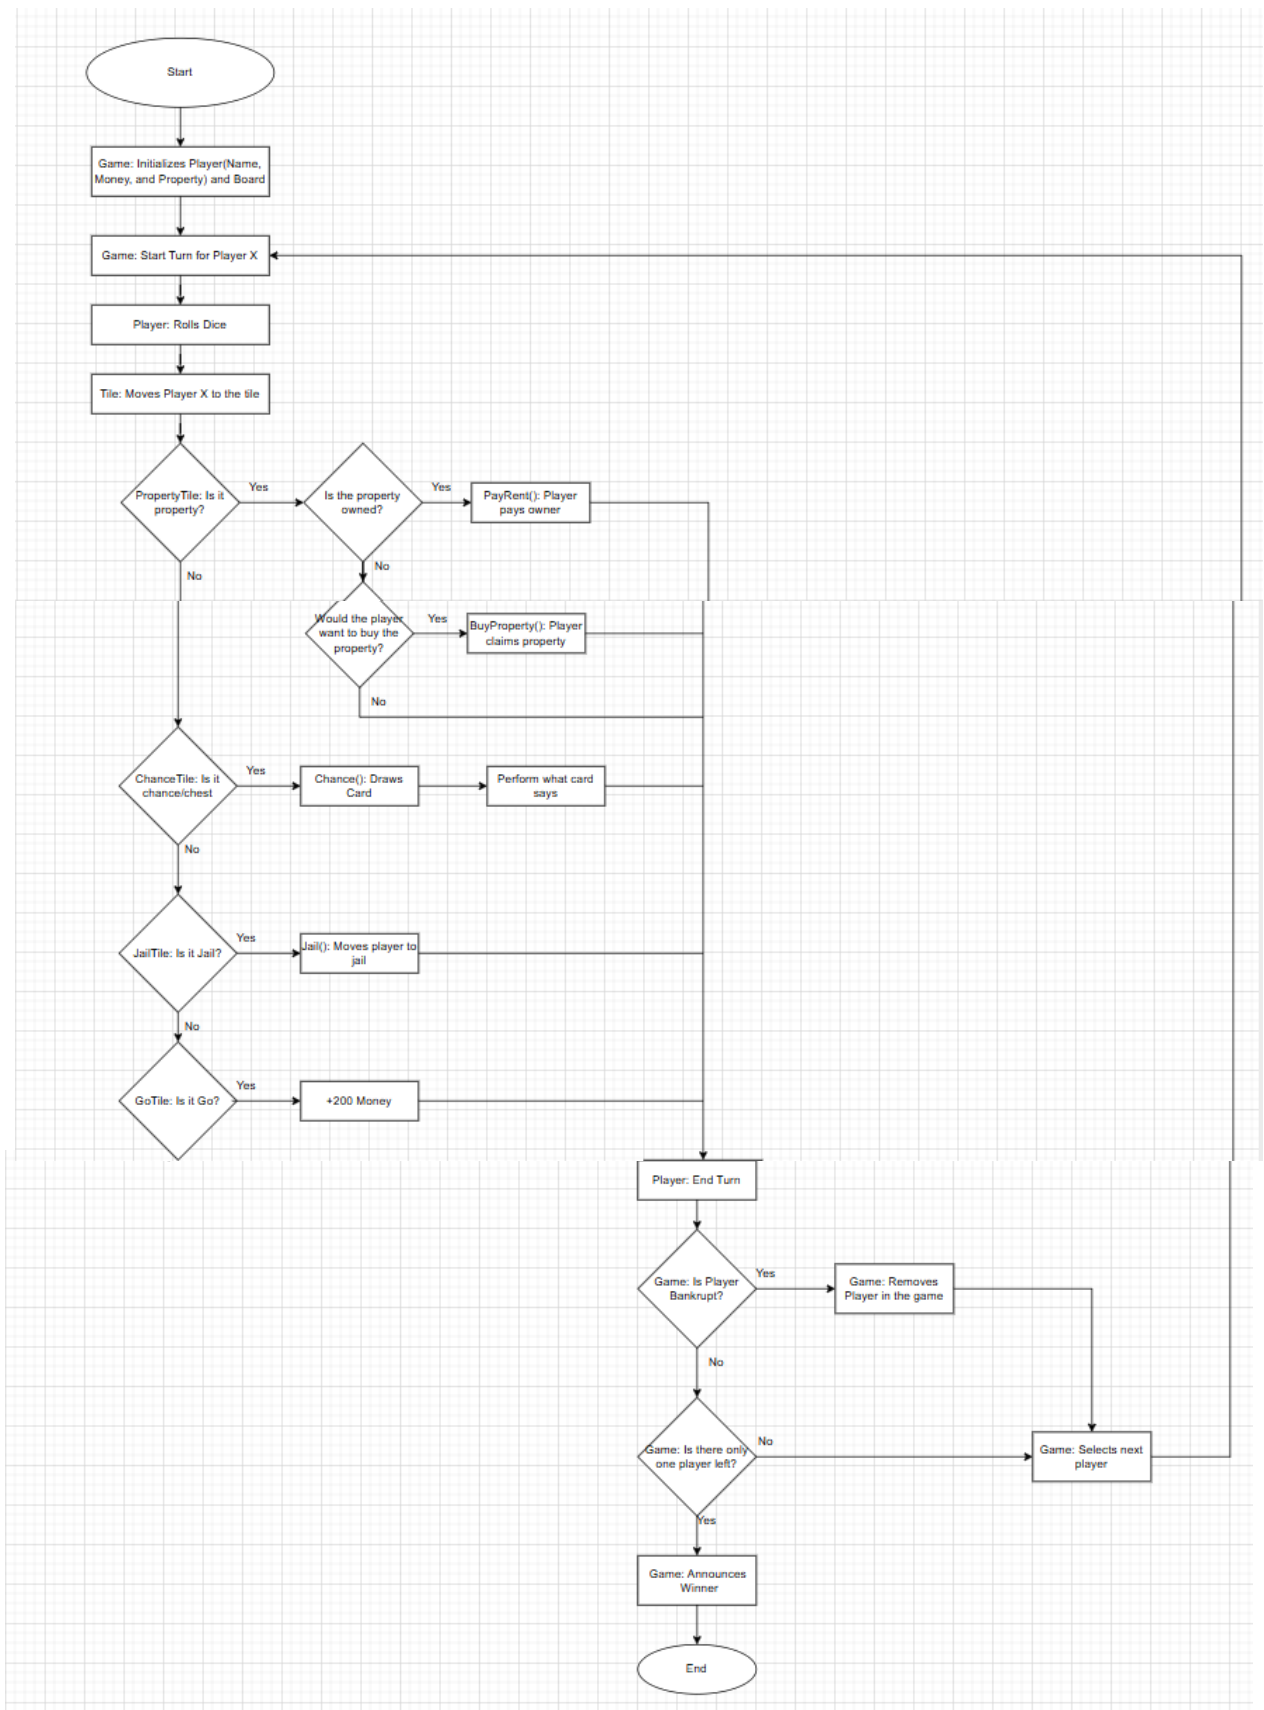 Start
Game: Initializes Player(Name,
Money, and Property) and Board
Game: Start Turn for Player X
Player: Rolls Dice
Tile: Moves Player X to the tile
PropertyTile: Is it
property?
Yes
No
Is the property
owned?
Yes
No
PayRent(): Player
pays owner
Would the player
want to buy the
property?
Yes
No
BuyProperty(): Player
claims property
ChanceTile: Is it
chance/chest
Yes
No
Chance(): Draws
Card
Perform what card
says
JailTile: Is it Jail?
Yes
No
Jail(): Moves player to
jail
GoTile: Is it Go?
Yes
+200 Money
Player: End Turn
Game: Is Player
Bankrupt?
Yes
No
Game: Removes
Player in the game
Game: Is there only
one player left?
No
Yes
Game: Selects next
player
Game: Announces
Winner
End